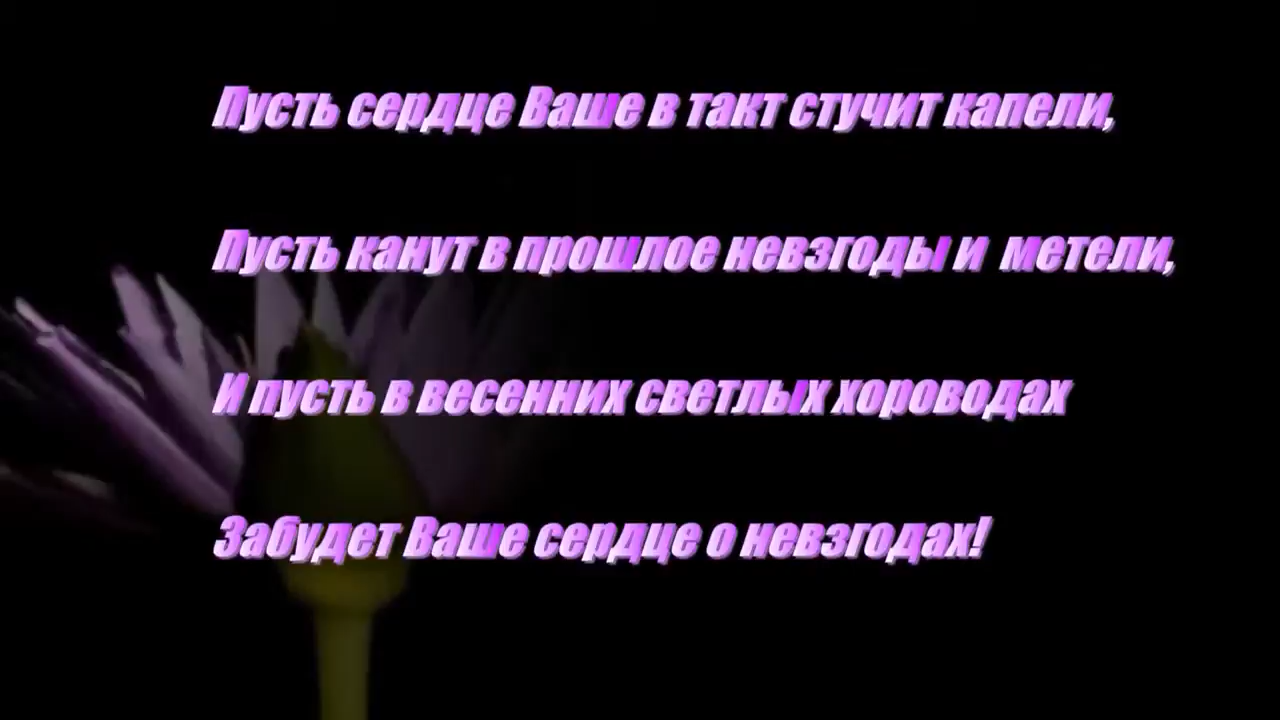 Пусть сердце Ваше в такт стучит капели,
Пусть канут в прошлое невзгоды и метели,
И пусть в весенних светлых хороводах
Забудет Ваше сердце о невзгодах!